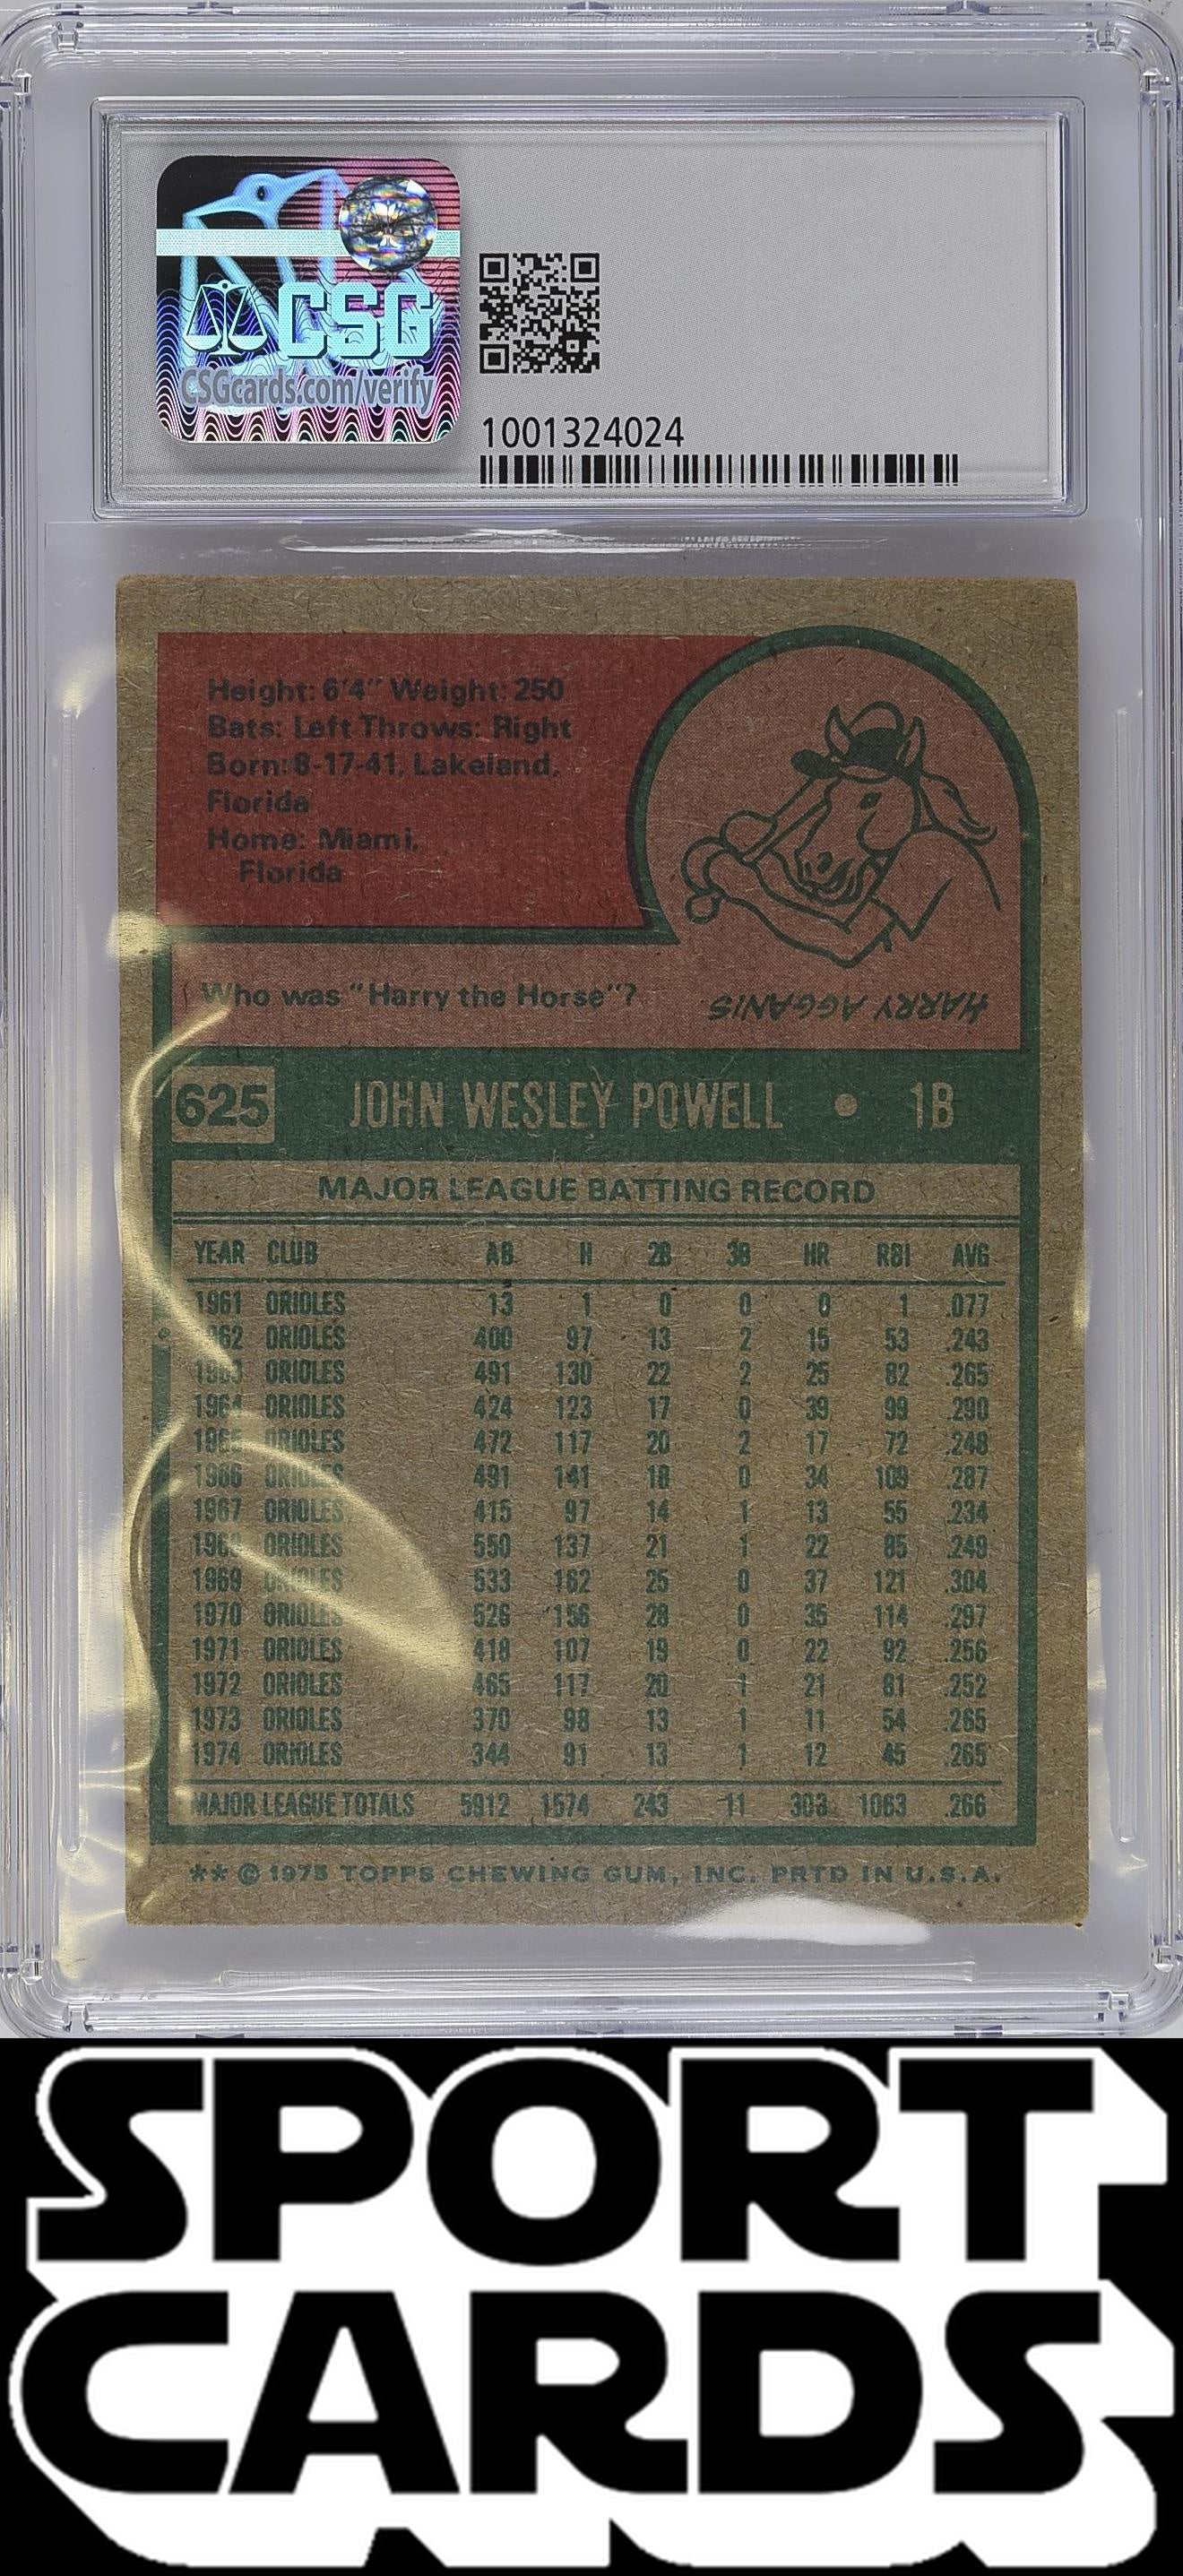 CSG
CSGcards.com/verify
1001324024
Height: 6'4" Weight: 250
Bats: Left Throws: Right
Born: 8-17-41, Lakeland,
Florida
Home: Miami,
Florida
Who was "Harry the Horse"?
HARRY AGGANIS
625 JOHN WESLEY POWELL • 1B
MAJOR LEAGUE BATTING RECORD
YEAR CLUB AB H 2B 3B HR RBI AVG
1961 ORIOLES 13 1 0 0 0 1 .077
1962 ORIOLES 400 97 13 2 15 53 .243
1963 ORIOLES 491 130 22 2 25 82 .265
1964 ORIOLES 424 123 17 0 39 99 .290
1965 ORIOLES 472 117 20 2 17 72 .248
1966 ORIOLES 491 141 18 0 34 109 .287
1967 ORIOLES 415 97 14 1 13 55 .234
1968 ORIOLES 550 137 21 1 22 85 .249
1969 ORIOLES 533 162 25 0 37 121 .304
1970 ORIOLES 526 156 28 0 35 114 .297
1971 ORIOLES 418 107 19 0 22 92 .256
1972 ORIOLES 465 117 20 1 21 81 .252
1973 ORIOLES 370 98 13 1 11 54 .265
1974 ORIOLES 344 91 13 1 12 45 .265
MAJOR LEAGUE TOTALS 5912 1574 243 11 303 1063 .266
** © 1975 TOPPS CHEWING GUM, INC. PRTD IN U.S.A.
SPORT
CARDS